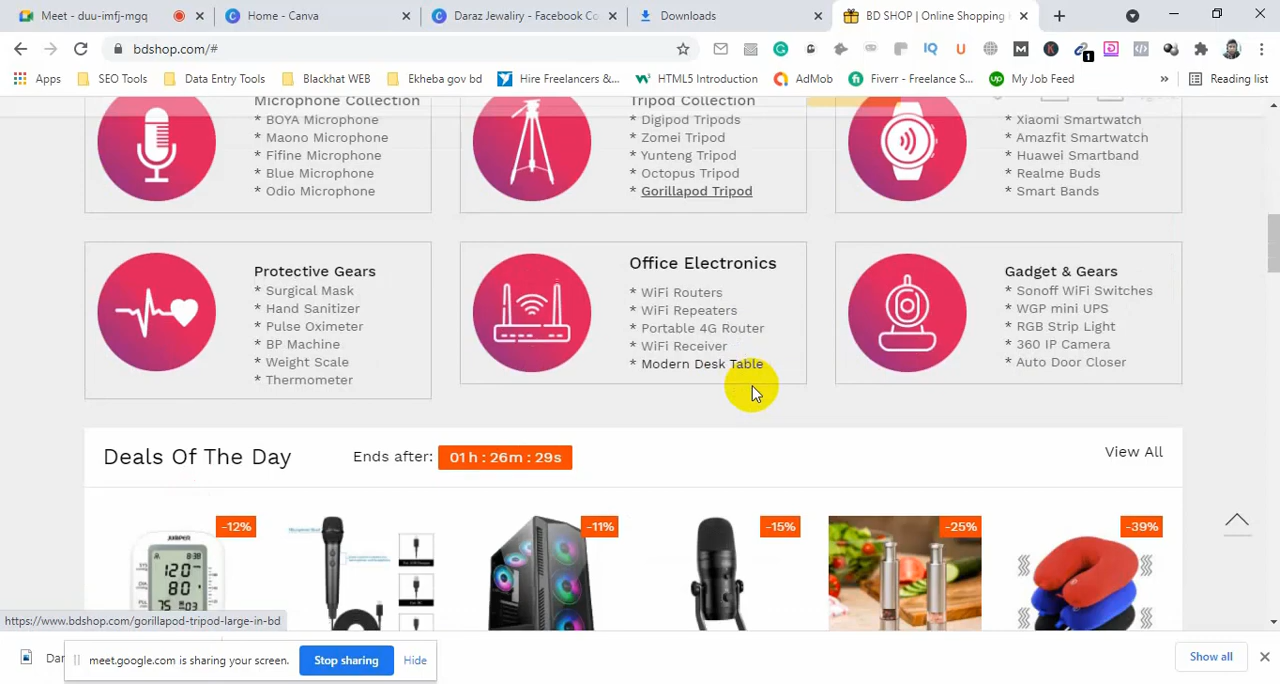 Meet - duu-imfj-mgq
Home - Canva
Daraz Jewaliry - Facebook Co
Downloads
BD SHOP | Online Shopping
bdshop.com/#
Apps
SEO Tools
Data Entry Tools
Blackhat WEB
Ekheba gov bd
Hire Freelancers &...
HTML5 Introduction
AdMob
Fiverr - Freelance S...
My Job Feed
Reading list
Microphone Collection
* BOYA Microphone
* Maono Microphone
* Fifine Microphone
* Blue Microphone
* Odio Microphone
Tripod Collection
* Digipod Tripods
* Zomei Tripod
* Yunteng Tripod
* Octopus Tripod
* Gorillapod Tripod
* Xiaomi Smartwatch
* Amazfit Smartwatch
* Huawei Smartband
* Realme Buds
* Smart Bands
Protective Gears
* Surgical Mask
* Hand Sanitizer
* Pulse Oximeter
* BP Machine
* Weight Scale
* Thermometer
Office Electronics
* WiFi Routers
* WiFi Repeaters
* Portable 4G Router
* WiFi Receiver
* Modern Desk Table
Gadget & Gears
* Sonoff WiFi Switches
* WGP mini UPS
* RGB Strip Light
* 360 IP Camera
* Auto Door Closer
Deals Of The Day
Ends after: 01 h : 26m : 29s
View All
-12%
-11%
-15%
-25%
-39%
https://www.bdshop.com/gorillapod-tripod-large-in-bd
meet.google.com is sharing your screen.
Stop sharing
Hide
Show all